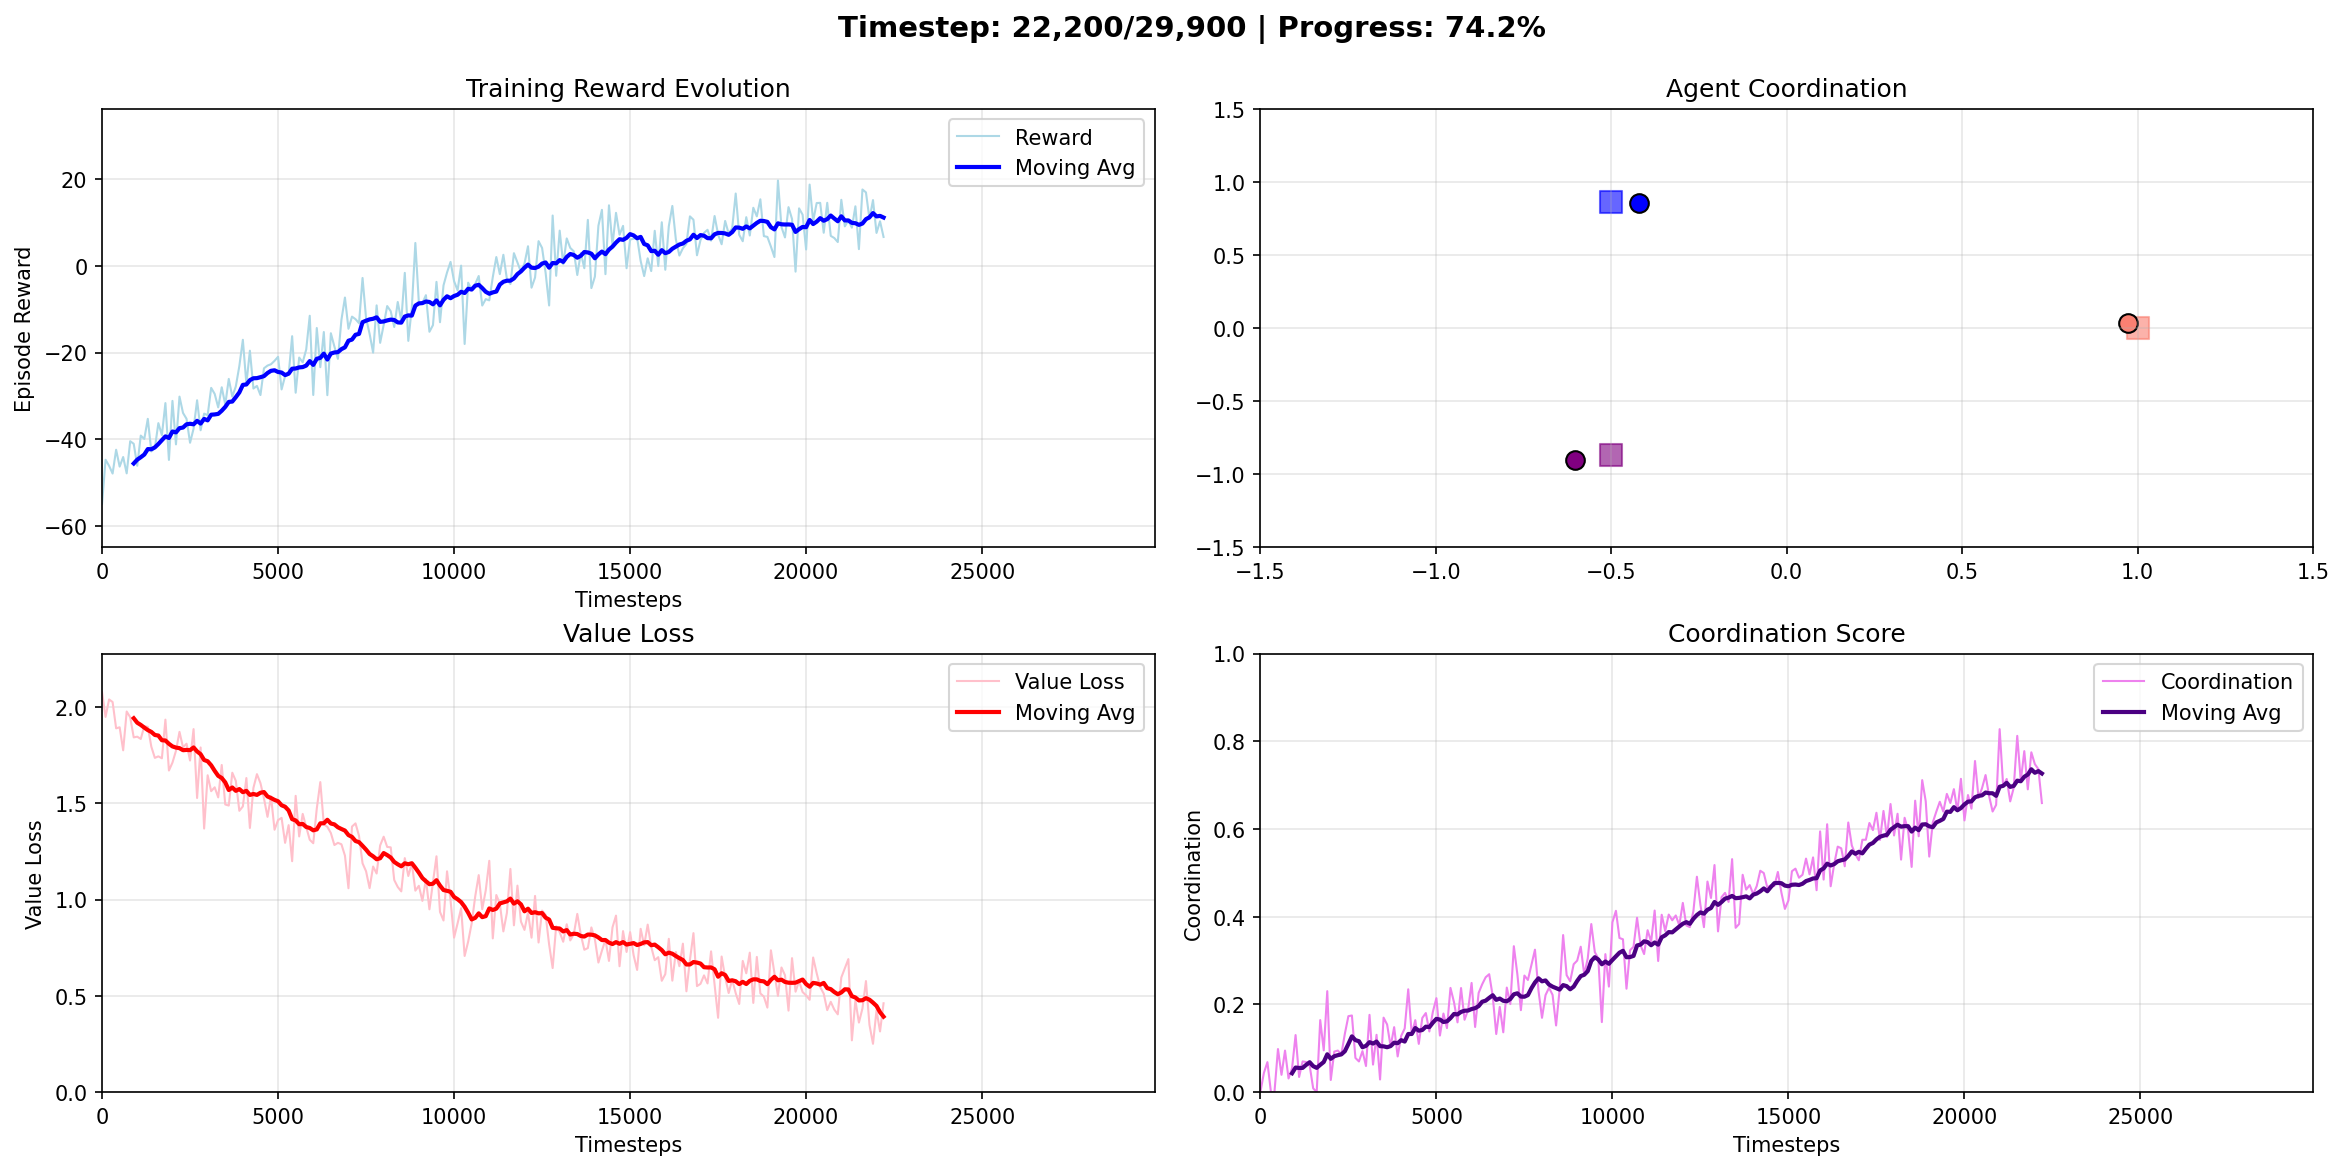 Timestep: 22,200/29,900 | Progress: 74.2%
Training Reward Evolution
Episode Reward
20
0
−20
−40
−60
Reward
Moving Avg
0 5000 10000 15000 20000 25000
Timesteps
Agent Coordination
1.5
1.0
0.5
0.0
−0.5
−1.0
−1.5
−1.5 −1.0 −0.5 0.0 0.5 1.0 1.5
Value Loss
Value Loss
2.0
1.5
1.0
0.5
0.0
Value Loss
Moving Avg
0 5000 10000 15000 20000 25000
Timesteps
Coordination Score
Coordination
1.0
0.8
0.6
0.4
0.2
0.0
Coordination
Moving Avg
0 5000 10000 15000 20000 25000
Timesteps